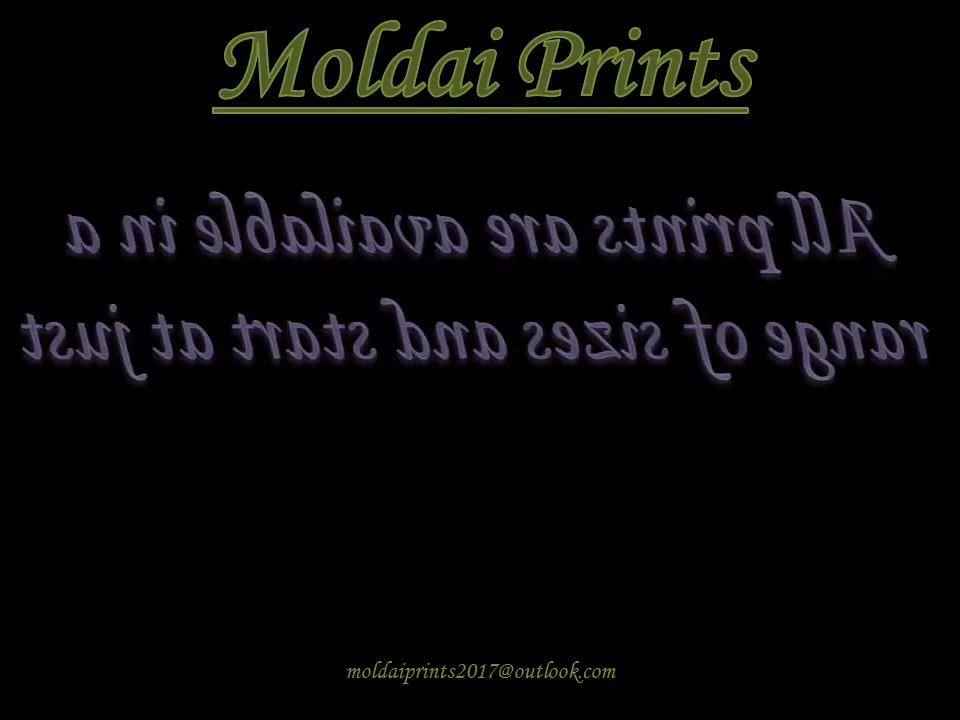 Moldai Prints
All prints are available in a
range of sizes and start at just
moldaiprints2017@outlook.com